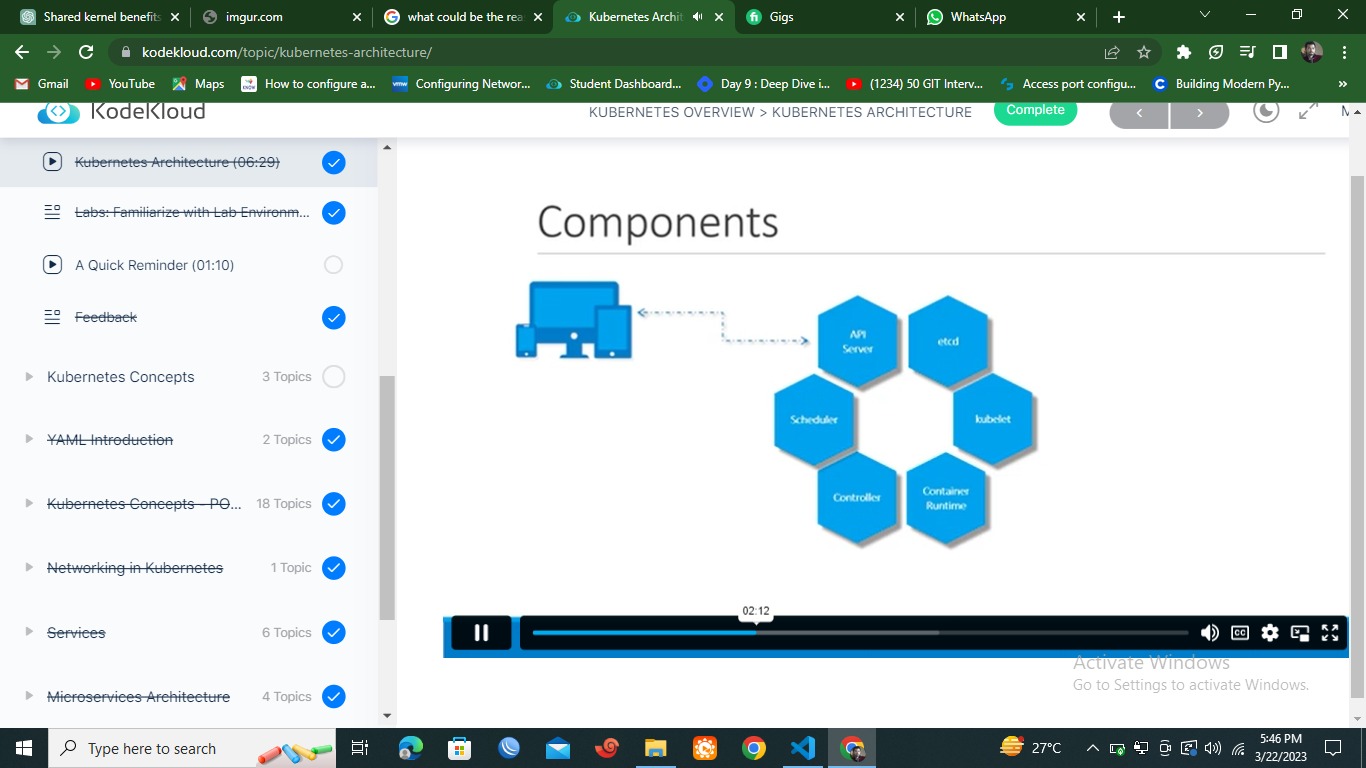 Shared kernel benefits
imgur.com
what could be the rea
Kubernetes Archit
Gigs
WhatsApp
kodekloud.com/topic/kubernetes-architecture/
Gmail
YouTube
Maps
How to configure a...
Configuring Networ...
Student Dashboard...
Day 9 : Deep Dive i...
(1234) 50 GIT Interv...
Access port configu...
Building Modern Py...
KodeKloud
KUBERNETES OVERVIEW > KUBERNETES ARCHITECTURE
Complete
Kubernetes Architecture (06:29)
Labs: Familiarize with Lab Environm...
A Quick Reminder (01:10)
Feedback
Kubernetes Concepts
3 Topics
YAML Introduction
2 Topics
Kubernetes Concepts - PO...
18 Topics
Networking in Kubernetes
1 Topic
Services
6 Topics
Microservices Architecture
4 Topics
Components
API
Server
etcd
Scheduler
kubelet
Controller
Container
Runtime
02:12
CC
Activate Windows
Go to Settings to activate Windows.
Type here to search
27°C
5:46 PM
3/22/2023